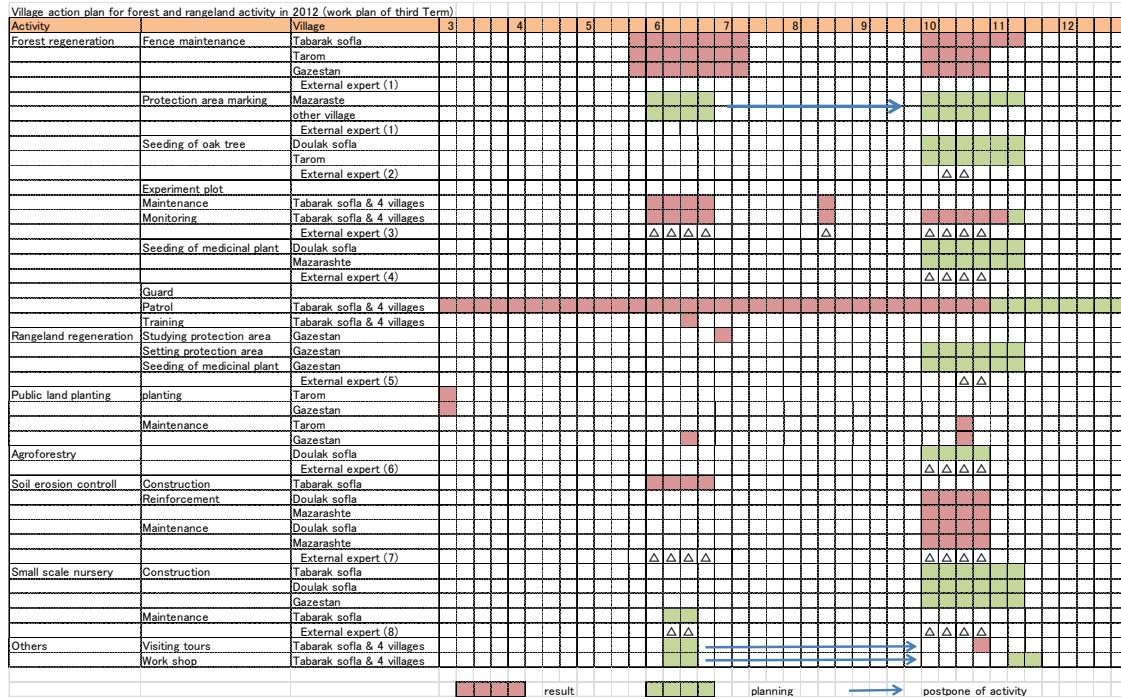 Village action plan for forest and rangeland activity in 2012 (work plan of third Term)
Activity Village 3 4 5 6 7 8 9 10 11 12
Forest regeneration Fence maintenance Tabarak sofla
Tarom
Gazestan
External expert (1)
Protection area marking Mazaraste
other village
External expert (1)
Seeding of oak tree Doulak sofla
Tarom
External expert (2) △ △
Experiment plot
Maintenance Tabarak sofla & 4 villages
Monitoring Tabarak sofla & 4 villages
External expert (3) △ △ △ △ △ △ △ △ △
Seeding of medicinal plant Doulak sofla
Mazarashte
External expert (4) △ △ △ △
Guard
Patrol Tabarak sofla & 4 villages
Training Tabarak sofla & 4 villages
Rangeland regeneration Studying protection area Gazestan
Setting protection area Gazestan
Seeding of medicinal plant Gazestan
External expert (5) △ △
Public land planting planting Tarom
Gazestan
Maintenance Tarom
Gazestan
Agroforestry Doulak sofla
External expert (6) △ △ △ △
Soil erosion controll Construction Tabarak sofla
Reinforcement Doulak sofla
Mazarashte
Maintenance Doulak sofla
Mazarashte
External expert (7) △ △ △ △ △ △ △ △
Small scale nursery Construction Tabarak sofla
Doulak sofla
Gazestan
Maintenance Tabarak sofla
External expert (8) △ △ △ △ △ △
Others Visiting tours Tabarak sofla & 4 villages
Work shop Tabarak sofla & 4 villages
result planning postpone of activity